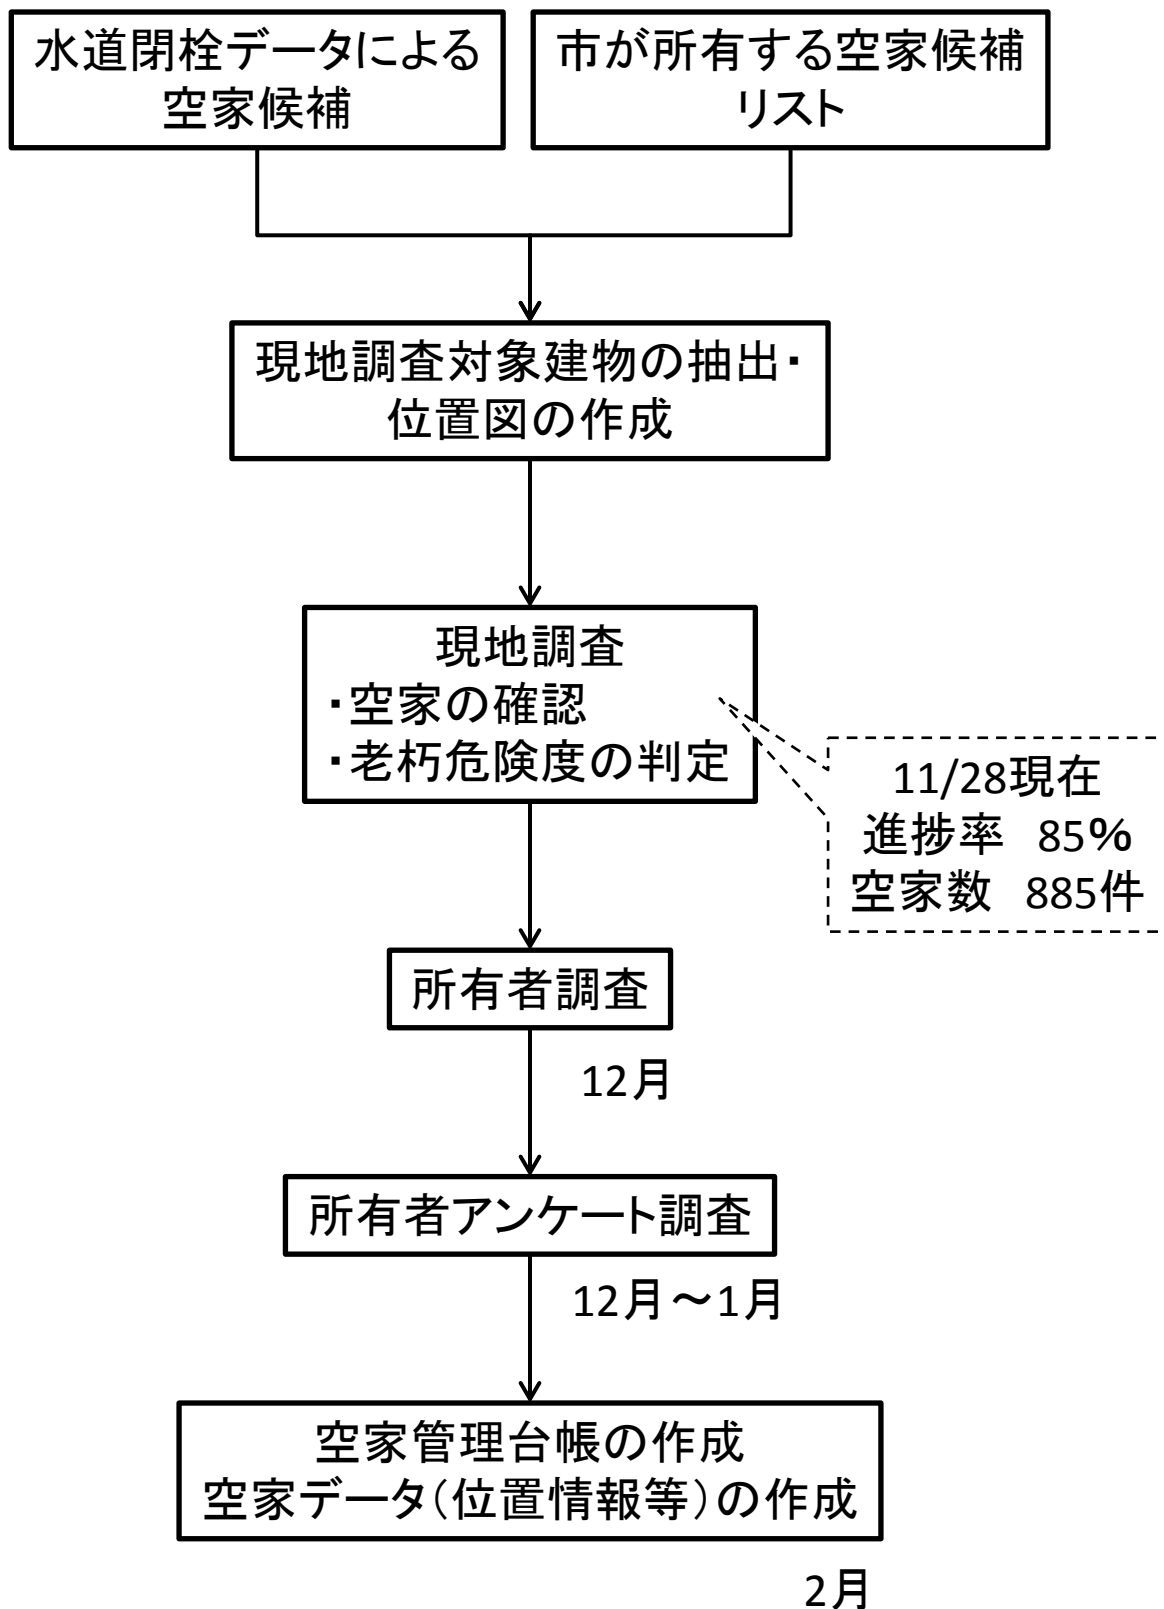 水道閉栓データによる
空家候補
市が所有する空家候補
リスト
現地調査対象建物の抽出・
位置図の作成
現地調査
・空家の確認
・老朽危険度の判定
11/28現在
進捗率　85%
空家数　885件
所有者調査
12月
所有者アンケート調査
12月～1月
空家管理台帳の作成
空家データ(位置情報等)の作成
2月